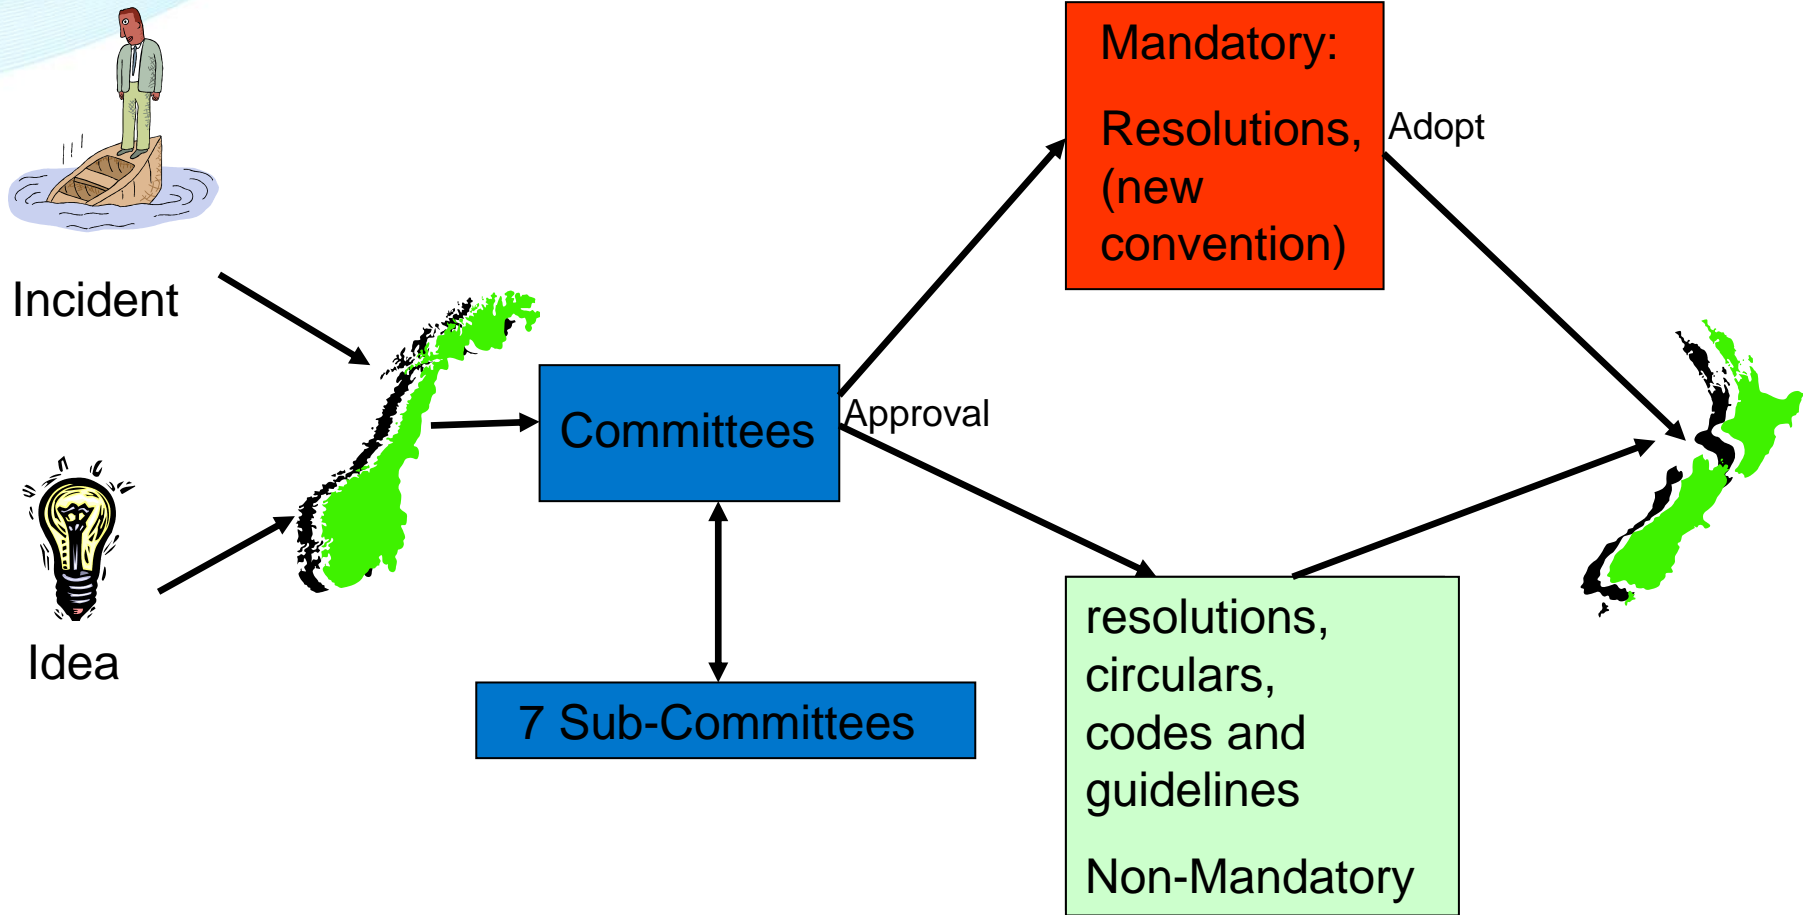 Incident
Idea
Committees
7 Sub-Committees
Approval
Mandatory:
Resolutions,
(new
convention)
Adopt
resolutions,
circulars,
codes and
guidelines
Non-Mandatory